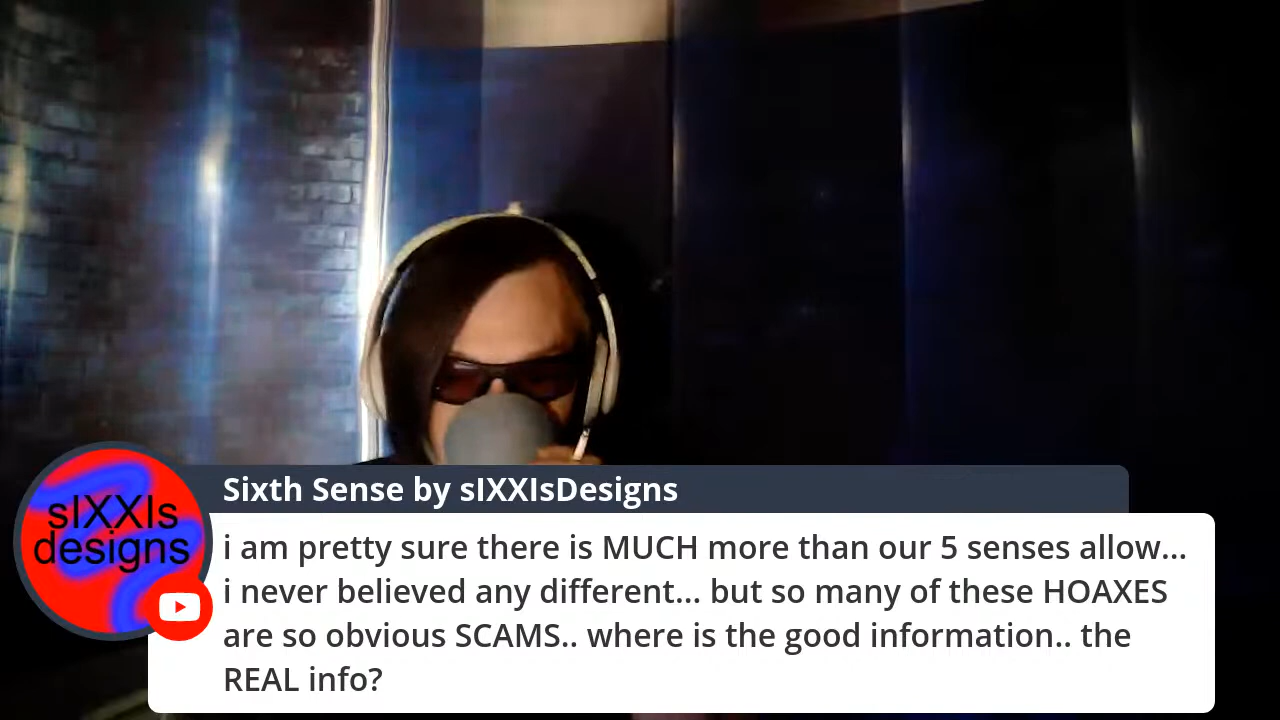 Sixth Sense by sIXXIsDesigns
sIXXIs
designs
i am pretty sure there is MUCH more than our 5 senses allow...
i never believed any different... but so many of these HOAXES
are so obvious SCAMS.. where is the good information.. the
REAL info?